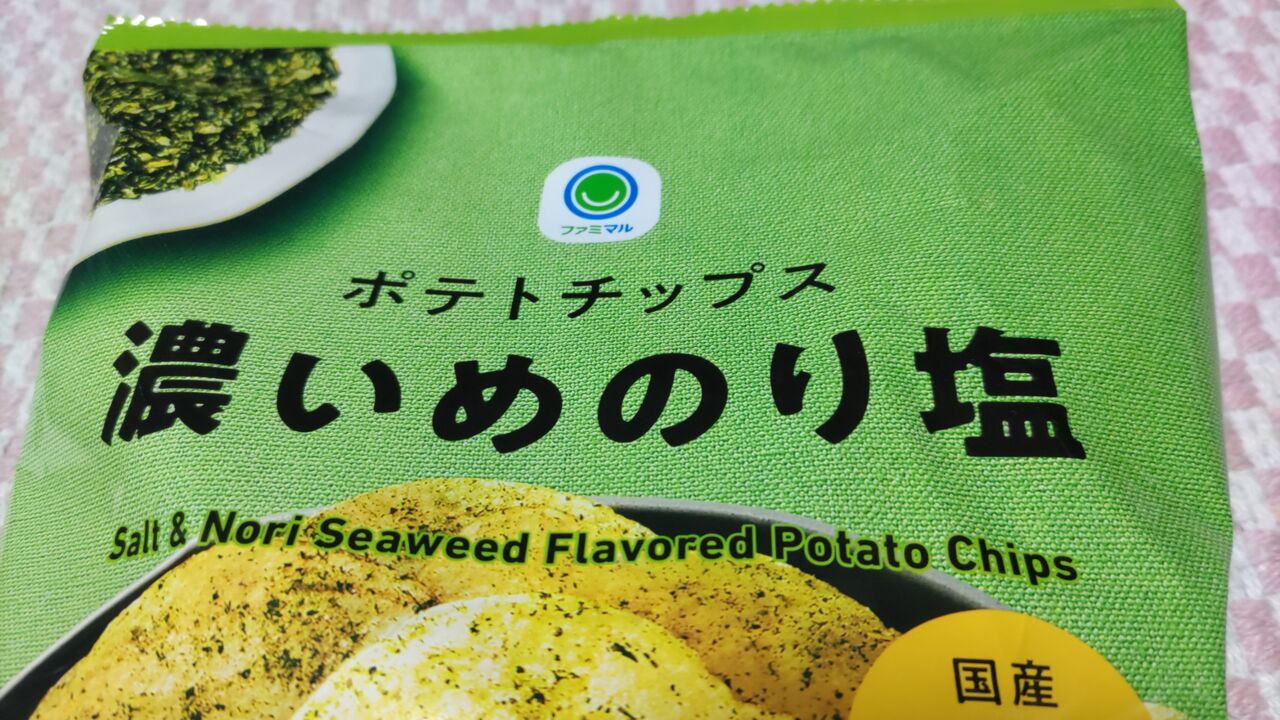 ファミマル
ポテトチップス
濃いめのり塩
Salt & Nori Seaweed Flavored Potato Chips
国産